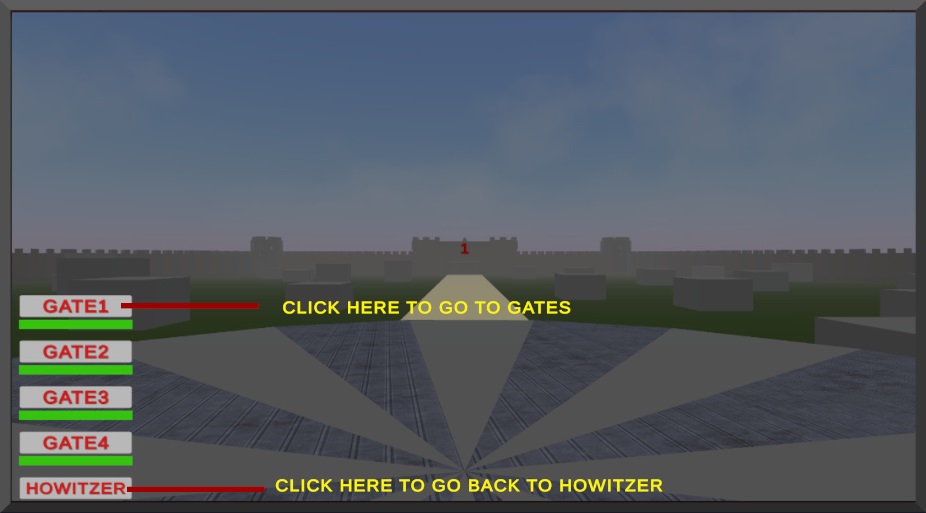 1
GATE1
CLICK HERE TO GO TO GATES
GATE2
GATE3
GATE4
HOWITZER
CLICK HERE TO GO BACK TO HOWITZER